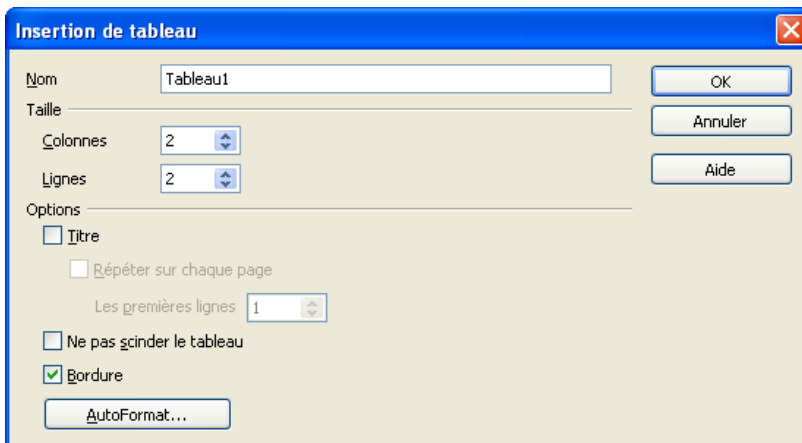 Insertion de tableau
Nom Tableau1
OK
Taille
Annuler
Colonnes 2
Lignes 2
Aide
Options
Titre
Répéter sur chaque page
Les premières lignes 1
Ne pas scinder le tableau
Bordure
AutoFormat...